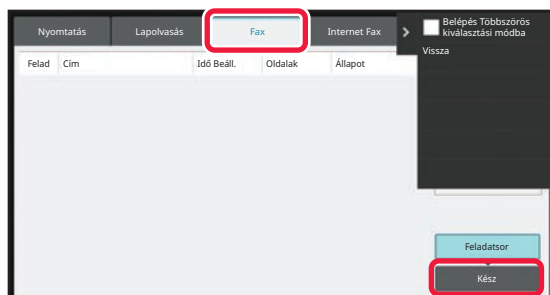 Nyomtatás
Lapolvasás
Fax
Internet Fax
Belépés Többszörös
kiválasztási módba
Vissza
Felad
Cím
Idő Beáll.
Oldalak
Állapot
Feladatsor
Kész